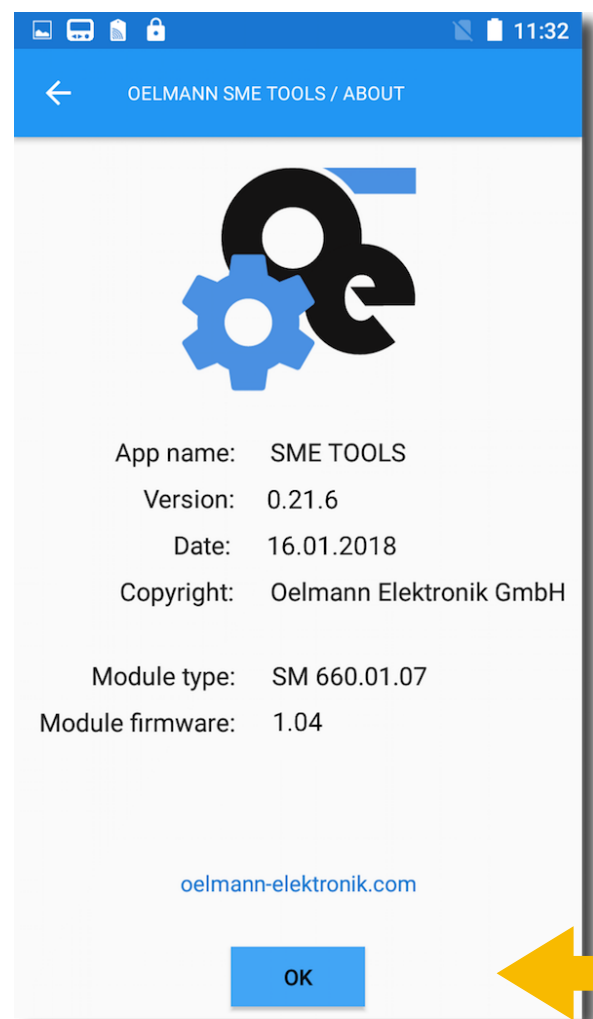 11:32
OELMANN SME TOOLS / ABOUT
Oe
App name: SME TOOLS
Version: 0.21.6
Date: 16.01.2018
Copyright: Oelmann Elektronik GmbH
Module type: SM 660.01.07
Module firmware: 1.04
oelmann-elektronik.com
OK